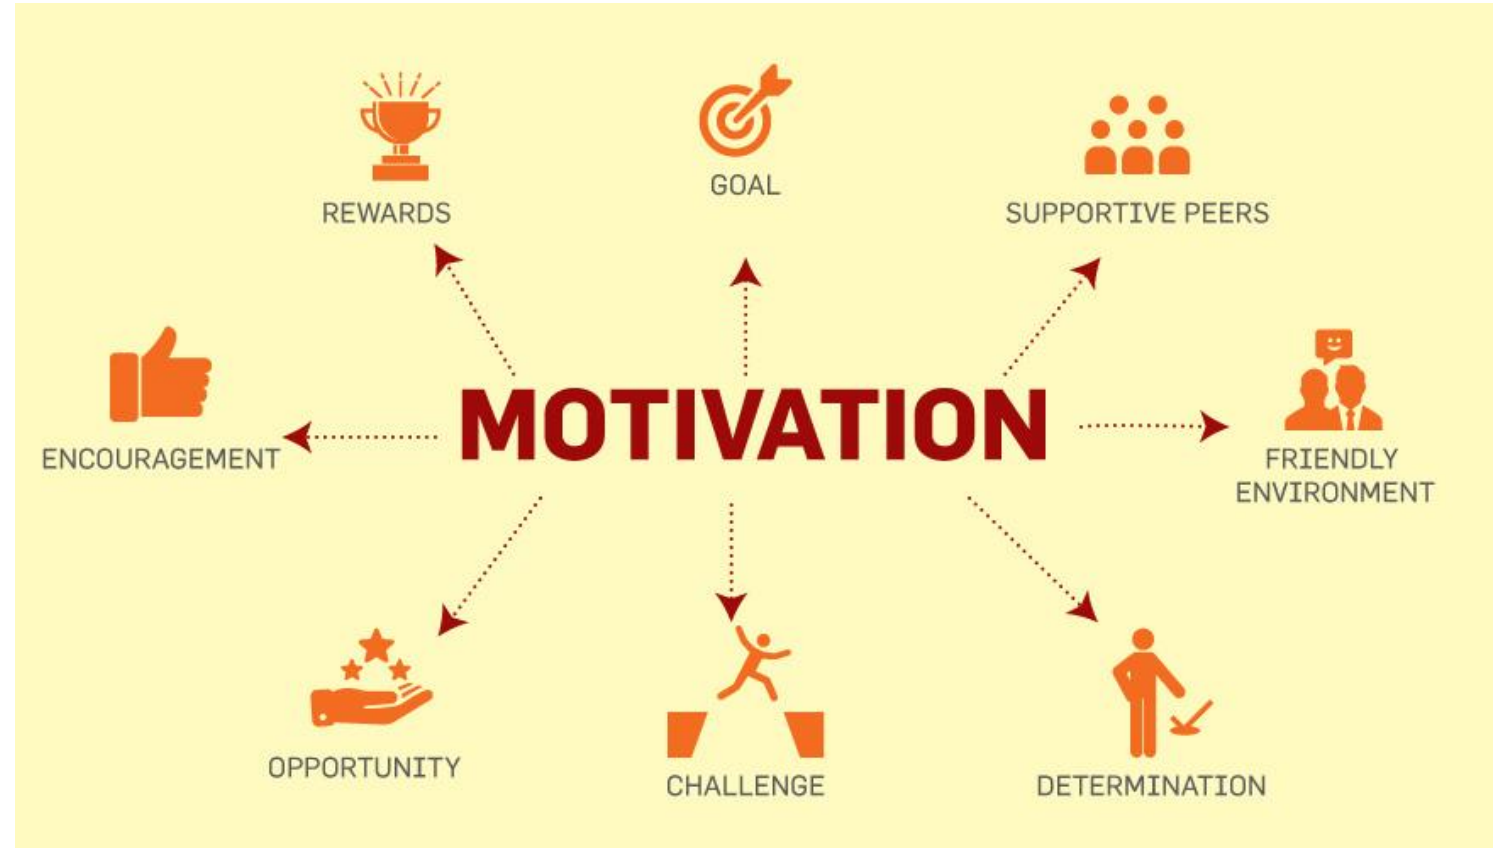 REWARDS
GOAL
SUPPORTIVE PEERS
ENCOURAGEMENT
MOTIVATION
FRIENDLY
ENVIRONMENT
OPPORTUNITY
CHALLENGE
DETERMINATION